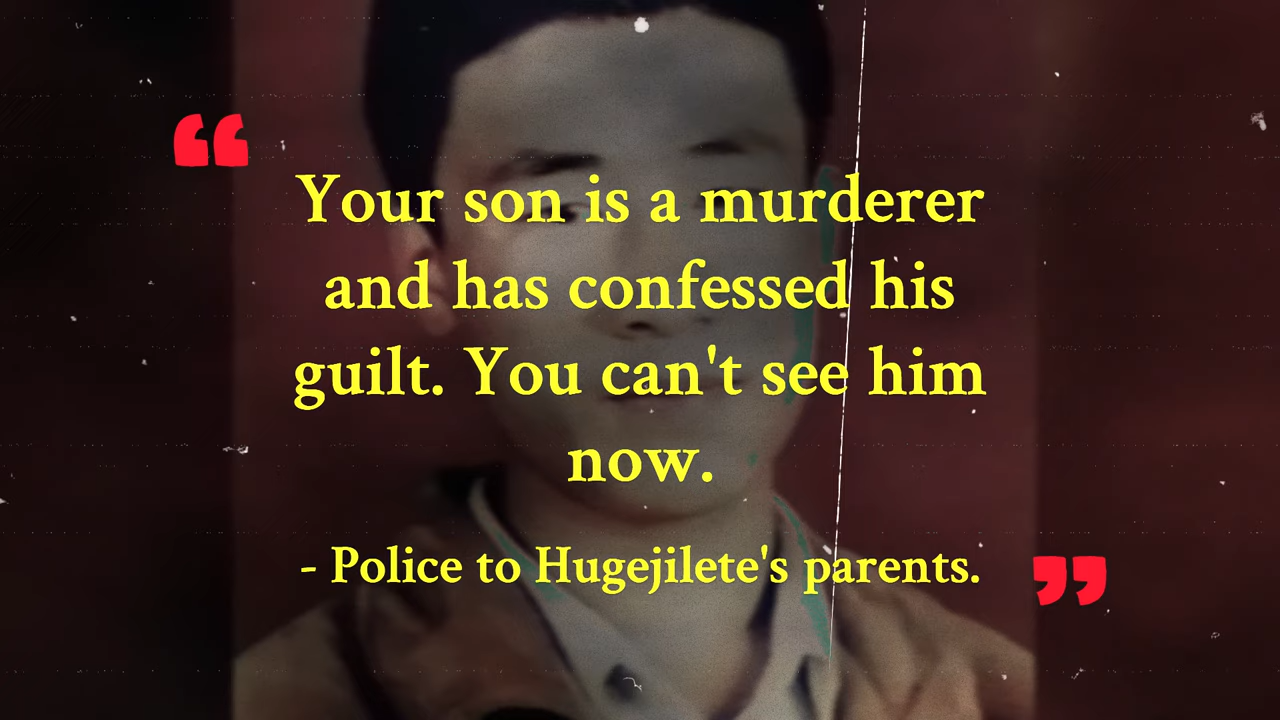 “
Your son is a murderer
and has confessed his
guilt. You can't see him
now.
- Police to Hugejilete's parents.
”